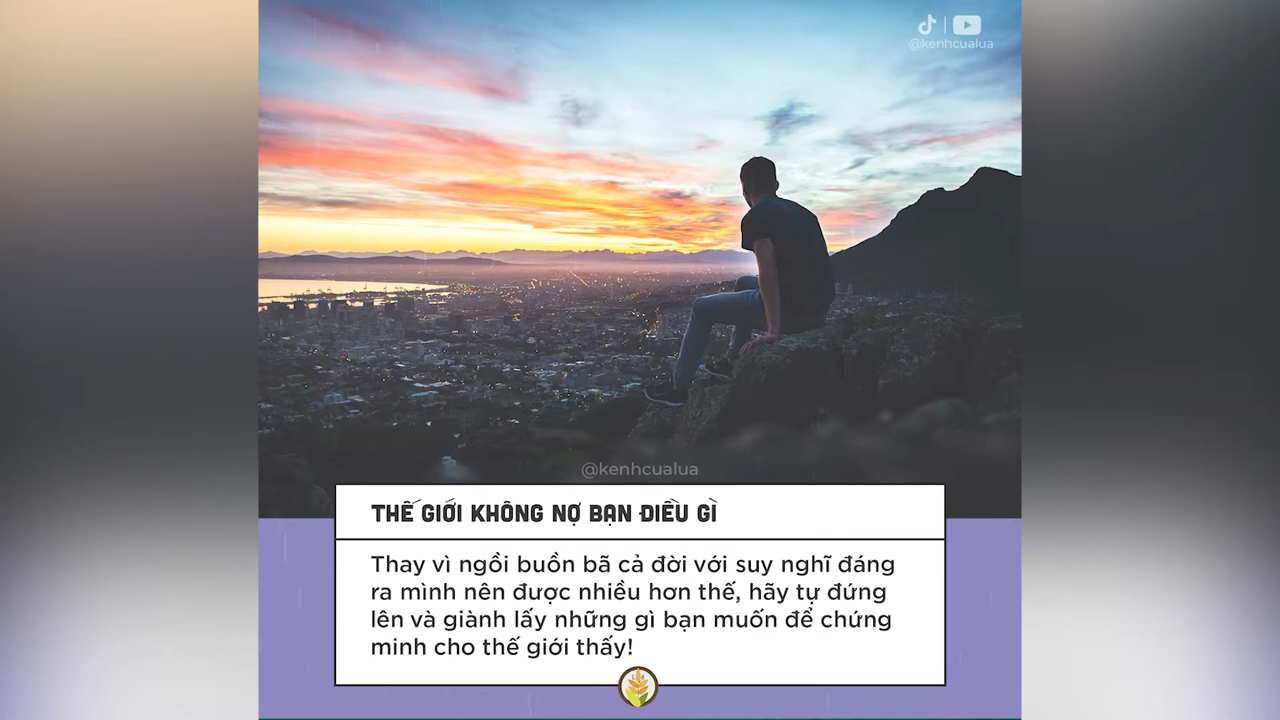 @kenhcualua
@kenhcualua
THẾ GIỚI KHÔNG NỢ BẠN ĐIỀU GÌ
Thay vì ngồi buồn bã cả đời với suy nghĩ đáng
ra mình nên được nhiều hơn thế, hãy tự đứng
lên và giành lấy những gì bạn muốn để chứng
minh cho thế giới thấy!